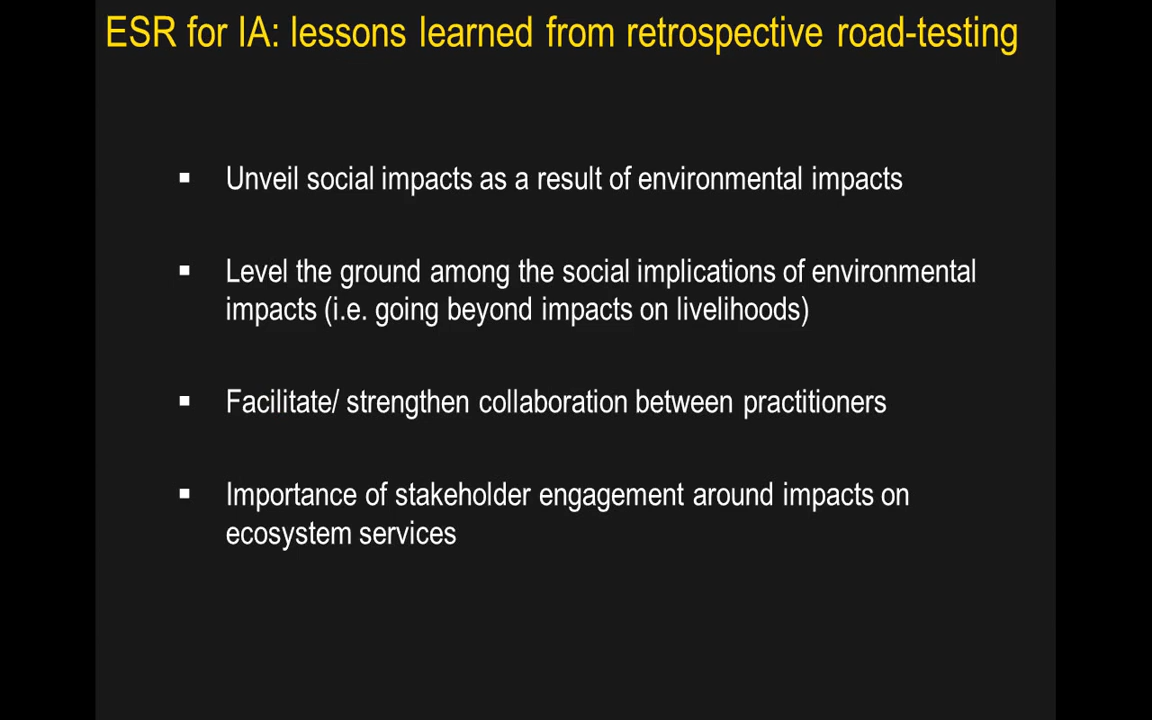 ESR for IA: lessons learned from retrospective road-testing
▪ Unveil social impacts as a result of environmental impacts
▪ Level the ground among the social implications of environmental
impacts (i.e. going beyond impacts on livelihoods)
▪ Facilitate/ strengthen collaboration between practitioners
▪ Importance of stakeholder engagement around impacts on
ecosystem services